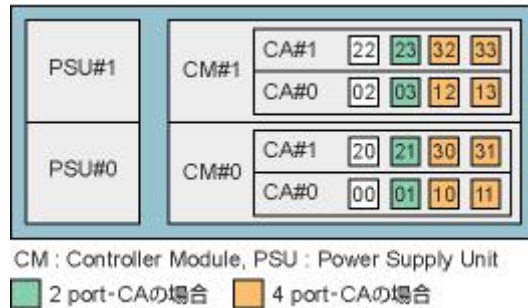 PSU#1
CM#1
CA#1 22 23 32 33
CA#0 02 03 12 13
PSU#0
CM#0
CA#1 20 21 30 31
CA#0 00 01 10 11
CM : Controller Module, PSU : Power Supply Unit
2 port-CAの場合 4 port-CAの場合